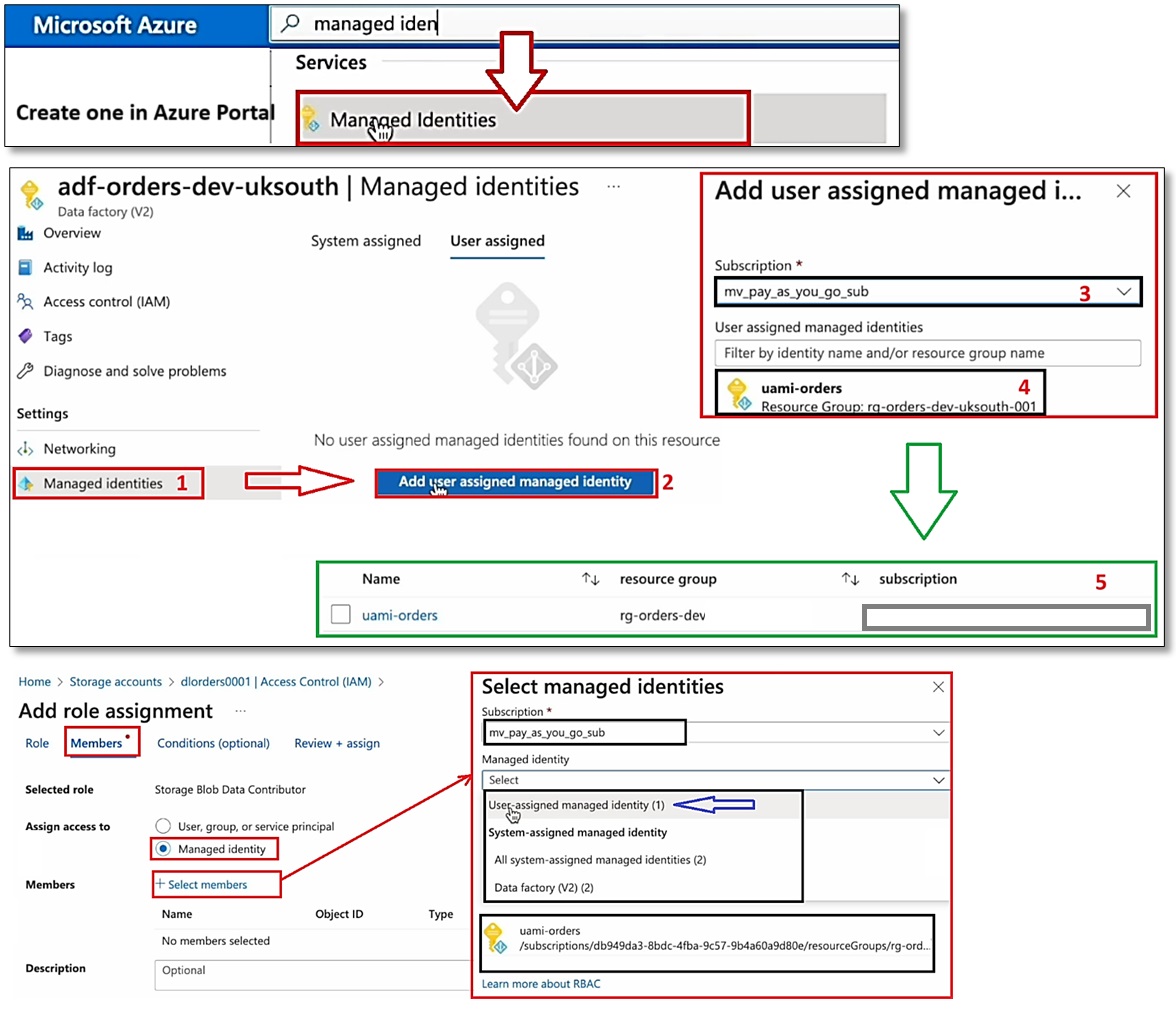 Microsoft Azure
managed iden
Services
Create one in Azure Portal
Managed Identities
adf-orders-dev-uksouth | Managed identities ...
Data factory (V2)
Overview
Activity log
Access control (IAM)
Tags
Diagnose and solve problems
Settings
Networking
Managed identities 1
System assigned User assigned
No user assigned managed identities found on this resource
Add user assigned managed identity 2
Add user assigned managed i...
Subscription *
mv_pay_as_you_go_sub 3
User assigned managed identities
Filter by identity name and/or resource group name
uami-orders 4
Resource Group: rg-orders-dev-uksouth-001
Name resource group subscription 5
uami-orders rg-orders-dev
Home > Storage accounts > dlorders0001 | Access Control (IAM) >
Add role assignment ...
Role Members Conditions (optional) Review + assign
Selected role Storage Blob Data Contributor
Assign access to User, group, or service principal
Managed identity
Members + Select members
Name Object ID Type
No members selected
Description Optional
Select managed identities
Subscription *
mv_pay_as_you_go_sub
Managed identity
Select
User-assigned managed identity (1)
System-assigned managed identity
All system-assigned managed identities (2)
Data factory (V2) (2)
uami-orders
/subscriptions/db949da3-8bdc-4fba-9c57-9b4a60a9d80e/resourceGroups/rg-ord...
Learn more about RBAC